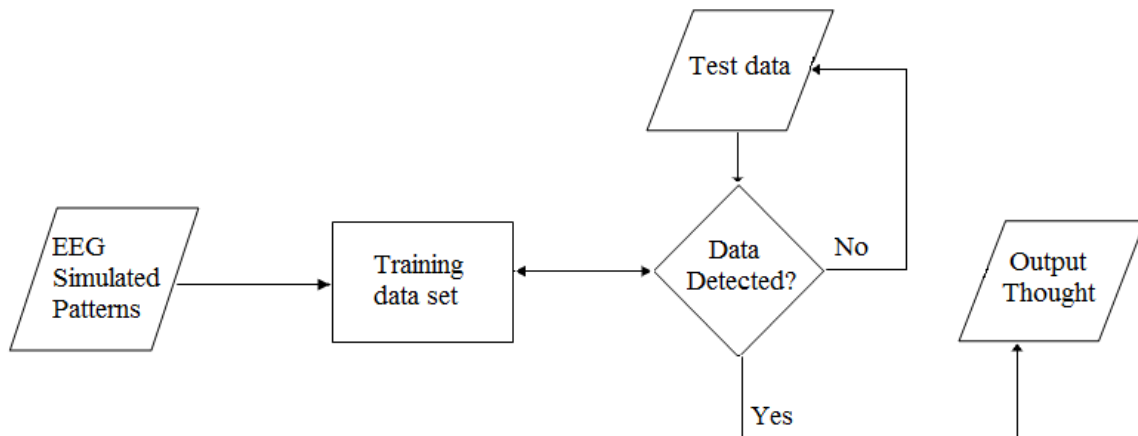 Test data
EEG
Simulated
Patterns
Training
data set
Data
Detected?
No
Yes
Output
Thought